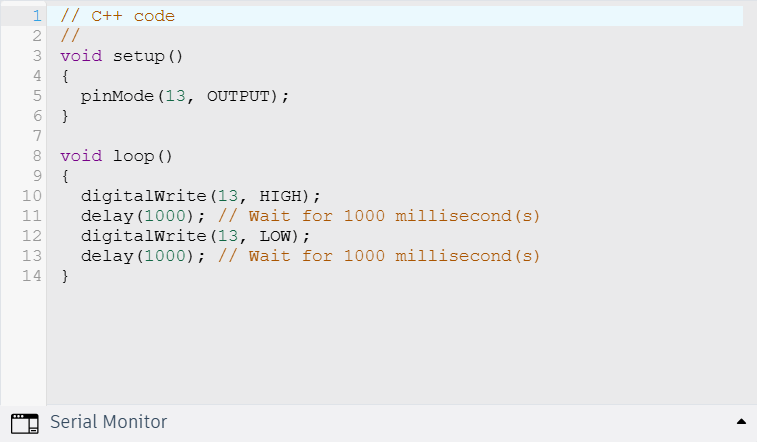 1 // C++ code
2 //
3 void setup()
4 {
5   pinMode(13, OUTPUT);
6 }
7
8 void loop()
9 {
10   digitalWrite(13, HIGH);
11   delay(1000); // Wait for 1000 millisecond(s)
12   digitalWrite(13, LOW);
13   delay(1000); // Wait for 1000 millisecond(s)
14 }
Serial Monitor